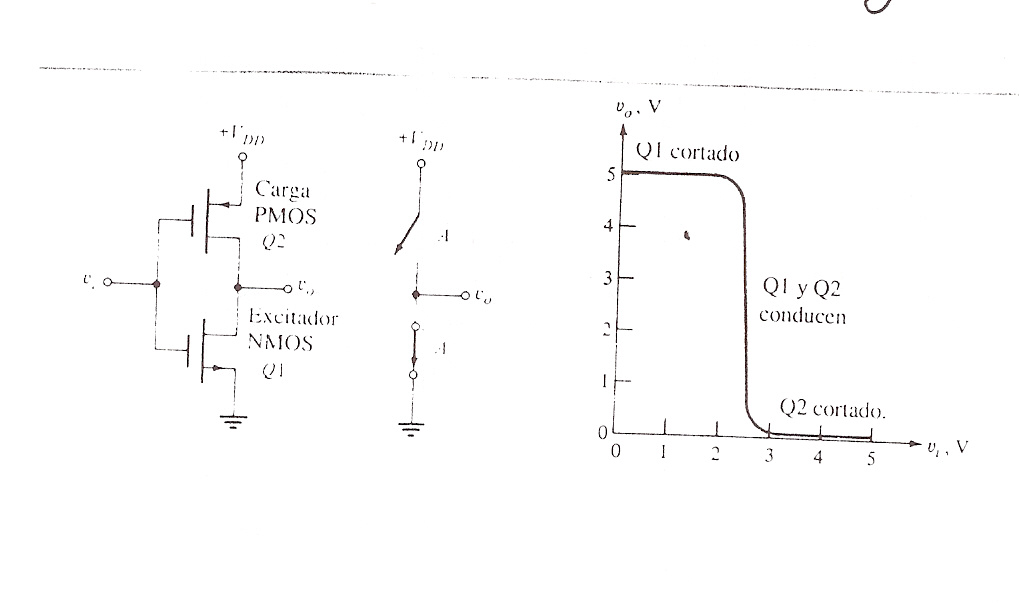 +V_DD
Carga
PMOS
Q2
v_o
Excitador
NMOS
Q1
+V_DD
A
v_o
A
v_o, V
Q1 cortado
5
4
3
2
1
0
Q1 y Q2
conducen
Q2 cortado.
0 1 2 3 4 5
v_i, V